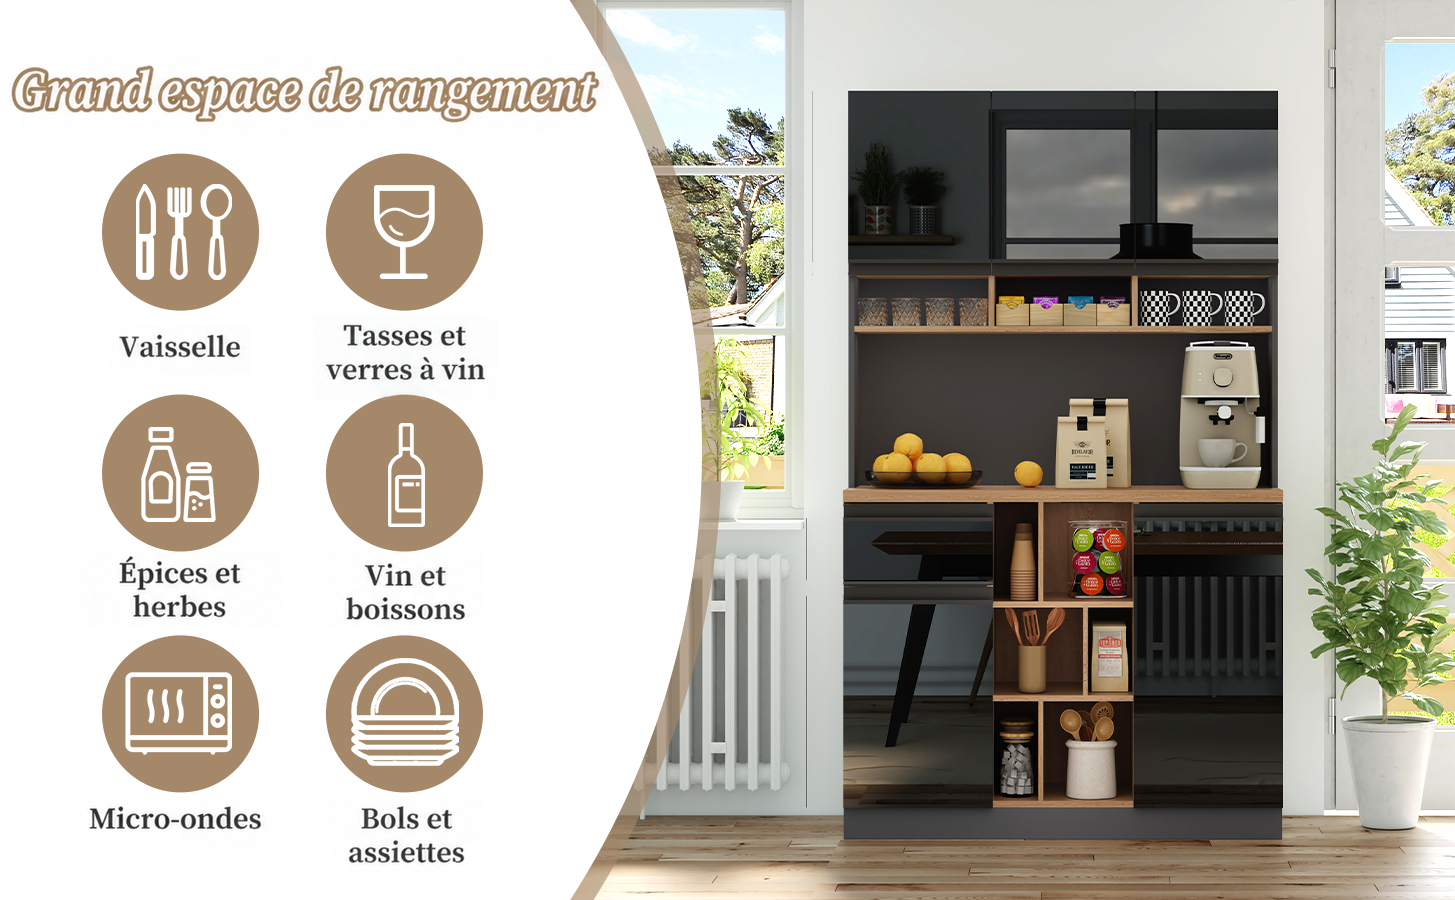 Grand espace de rangement
Vaisselle
Tasses et
verres à vin
Épices et
herbes
Vin et
boissons
Micro-ondes
Bols et
assiettes